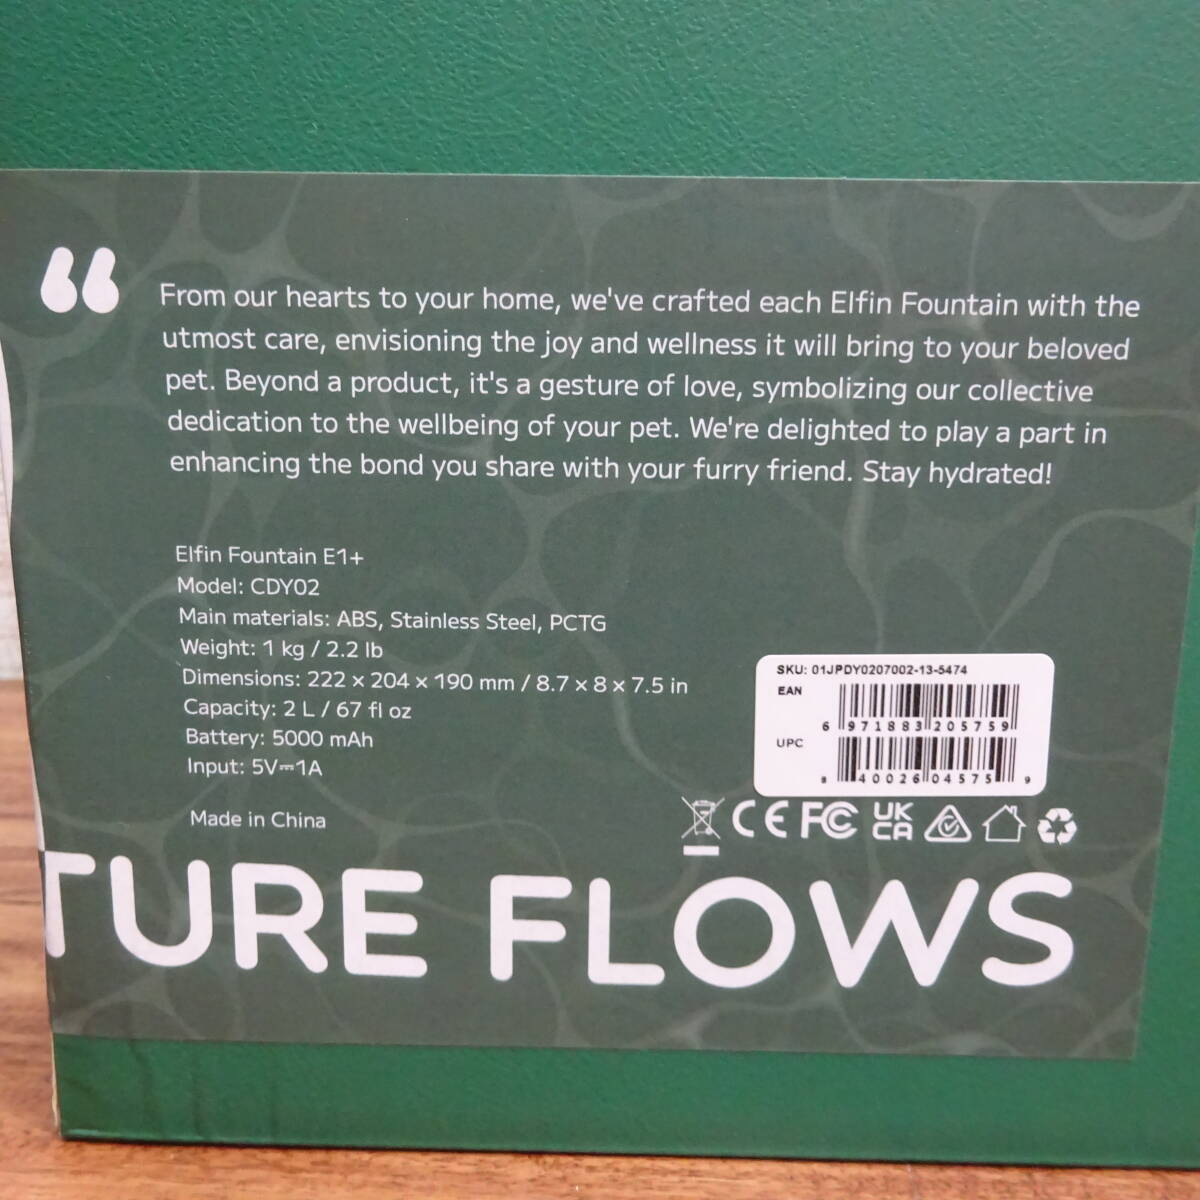 “
From our hearts to your home, we've crafted each Elfin Fountain with the
utmost care, envisioning the joy and wellness it will bring to your beloved
pet. Beyond a product, it's a gesture of love, symbolizing our collective
dedication to the wellbeing of your pet. We're delighted to play a part in
enhancing the bond you share with your furry friend. Stay hydrated!
Elfin Fountain E1+
Model: CDY02
Main materials: ABS, Stainless Steel, PCTG
Weight: 1 kg / 2.2 lb
Dimensions: 222 × 204 × 190 mm / 8.7 × 8 × 7.5 in
Capacity: 2 L / 67 fl oz
Battery: 5000 mAh
Input: 5V⎓1A
Made in China
SKU: 01JPDY0207002-13-5474
EAN
6 971883 205759
UPC
8 40026 04575 9
CE FC UK
CA
TURE FLOWS